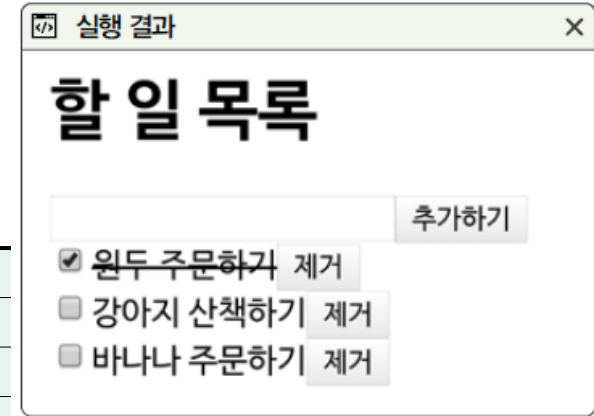 </> 실행 결과 ×
할 일 목록
추가하기
원두 주문하기 제거
강아지 산책하기 제거
바나나 주문하기 제거